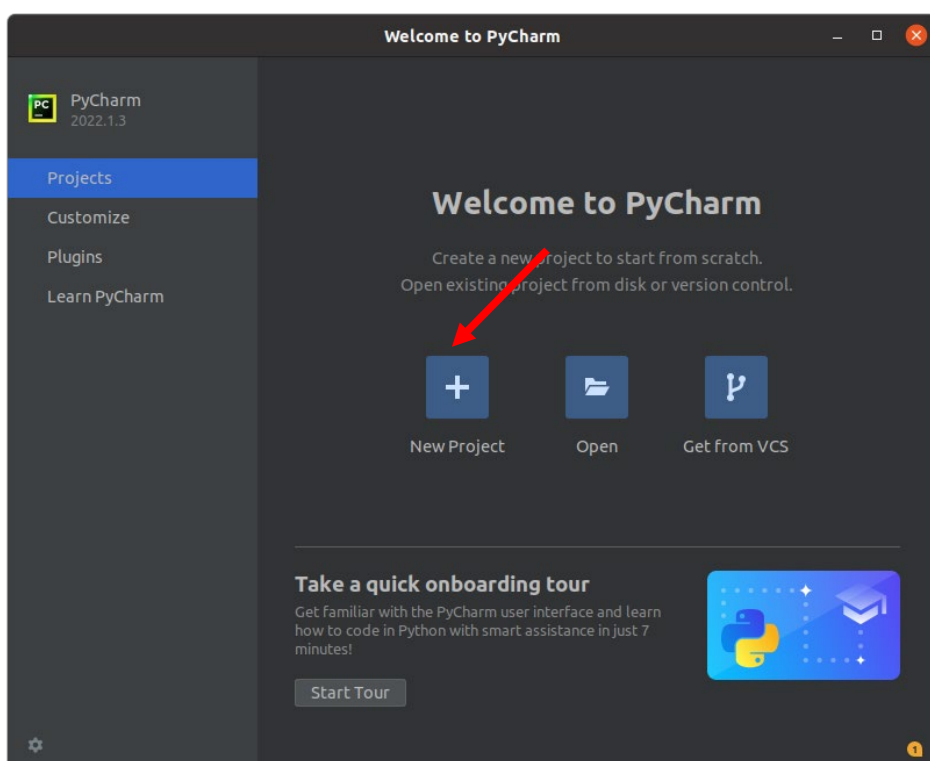 Welcome to PyCharm
PC
PyCharm
2022.1.3
Projects
Customize
Plugins
Learn PyCharm
Welcome to PyCharm
Create a new project to start from scratch.
Open existing project from disk or version control.
New Project
Open
Get from VCS
Take a quick onboarding tour
Get familiar with the PyCharm user interface and learn
how to code in Python with smart assistance in just 7
minutes!
Start Tour
1